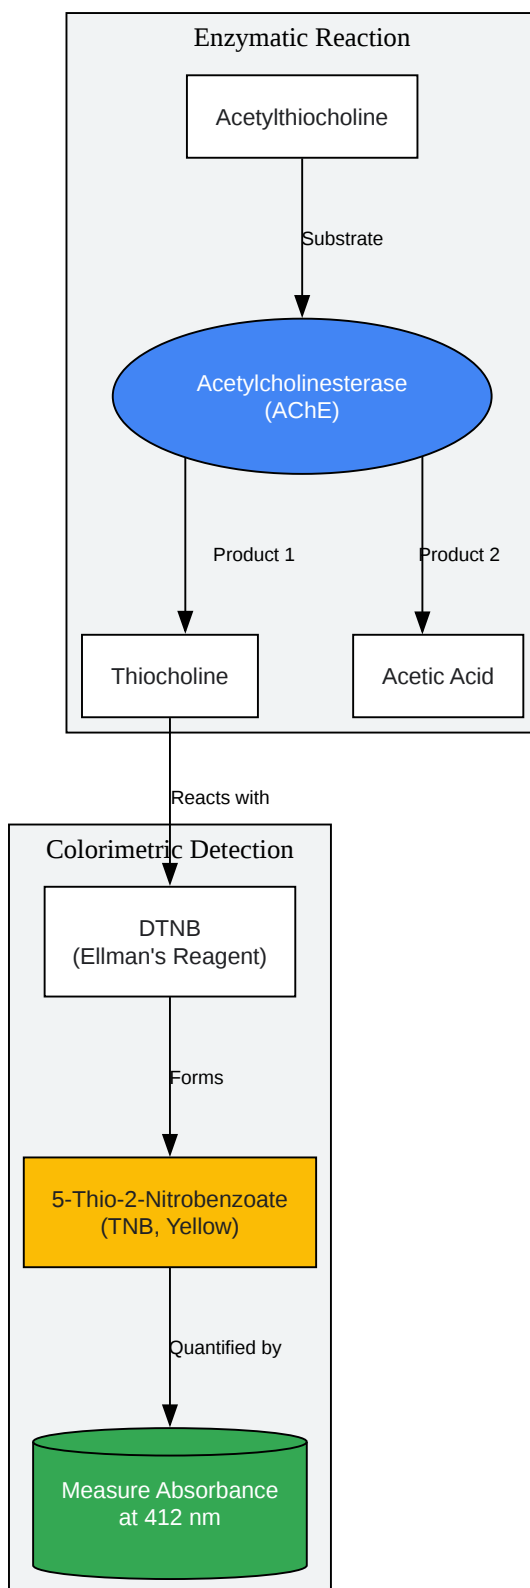 Enzymatic Reaction
Acetylthiocholine
Substrate
Acetylcholinesterase
(AChE)
Product 1
Product 2
Thiocholine
Acetic Acid
Reacts with
Colorimetric Detection
DTNB
(Ellman's Reagent)
Forms
5-Thio-2-Nitrobenzoate
(TNB, Yellow)
Quantified by
Measure Absorbance
at 412 nm